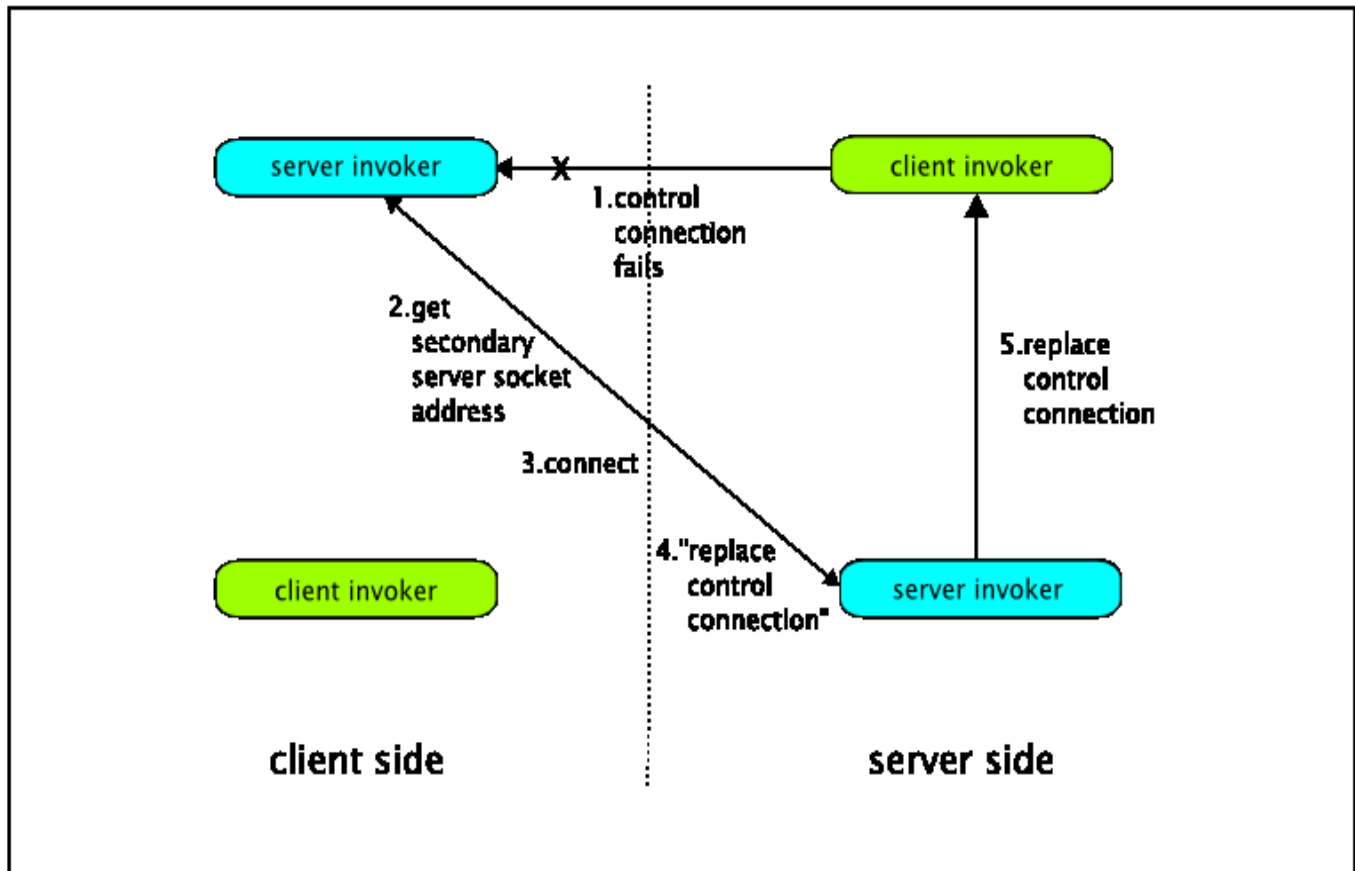 server invoker
client invoker
1.control
connection
fails
2.get
secondary
server socket
address
5.replace
control
connection
3.connect
4."replace
control
connection"
client invoker
server invoker
client side
server side